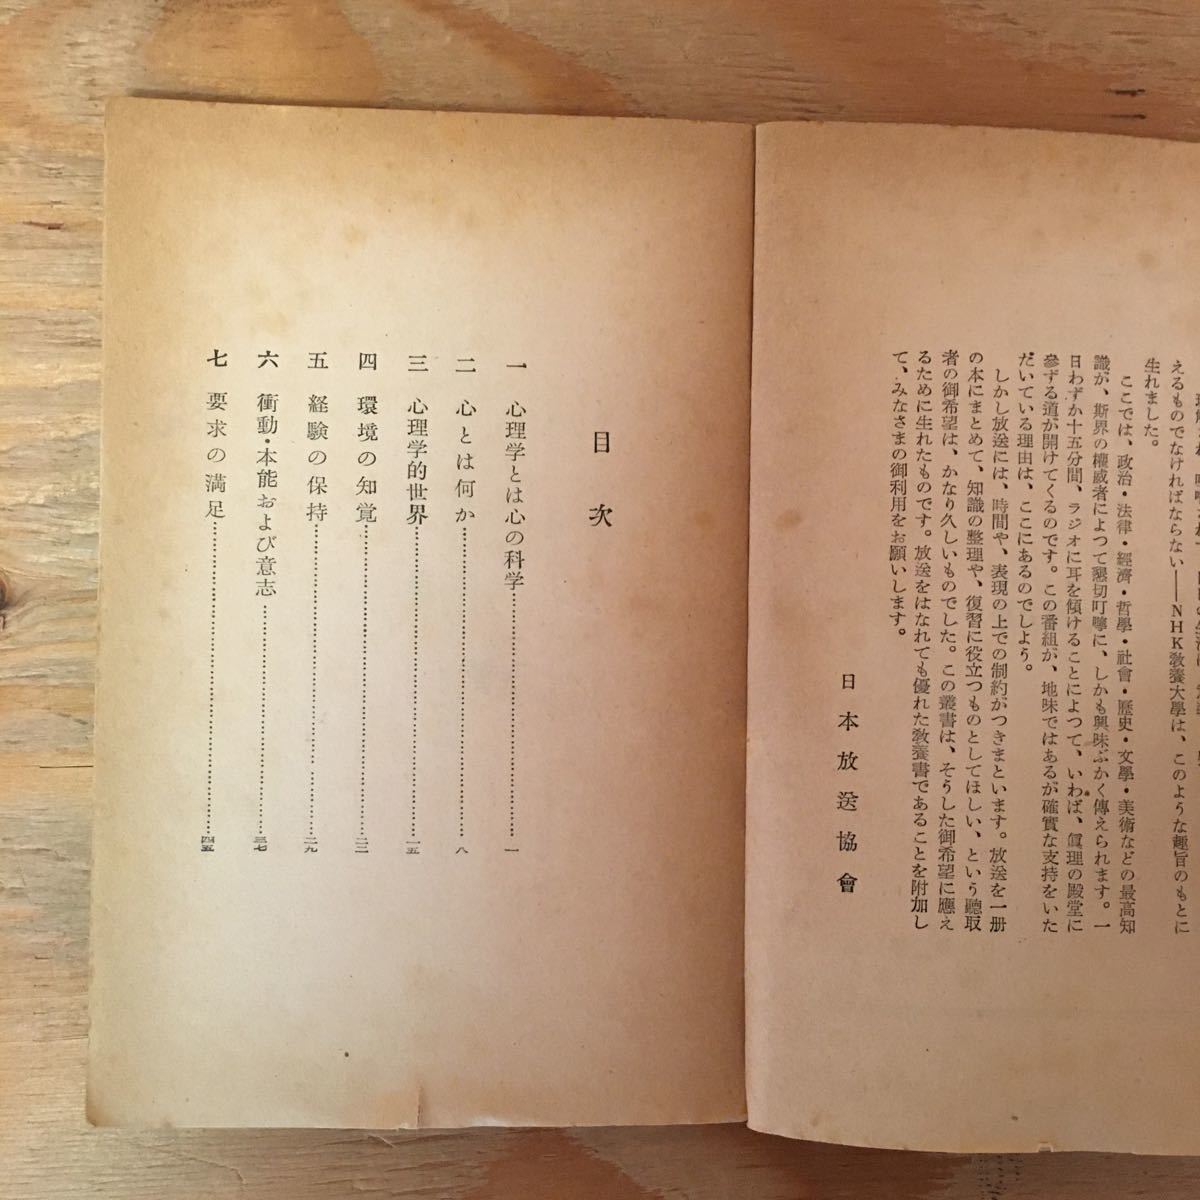 えるものでなければならない――NHK敎養大學は、このような趣旨のもとに
生れました。
ここでは、政治・法律・經濟・哲學・社會・歷史・文學・美術などの最高知
識が、斯界の權威者によつて懇切叮嚀に、しかも興味ぶかく傳えられます。一
日わずか十五分間、ラジオに耳を傾けることによつて、いわば、眞理の殿堂に
參ずる道が開けてくるのです。この番組が、地味ではあるが確實な支持をいた
だいている理由は、ここにあるのでしよう。
しかし放送には、時間や、表現の上での制約がつきまといます。放送を一册
の本にまとめて、知識の整理や、復習に役立つものとしてほしい、という聽取
者の御希望は、かなり久しいものでした。この叢書は、そうした御希望に應え
るために生れたものです。放送をはなれても優れた敎養書であることを附加し
て、みなさまの御利用をお願いします。
日本放送協會
目次
一 心理学とは心の科学………一
二 心とは何か………八
三 心理学的世界………一五
四 環境の知覚………二二
五 経験の保持………二九
六 衝動・本能および意志………三七
七 要求の満足………四五